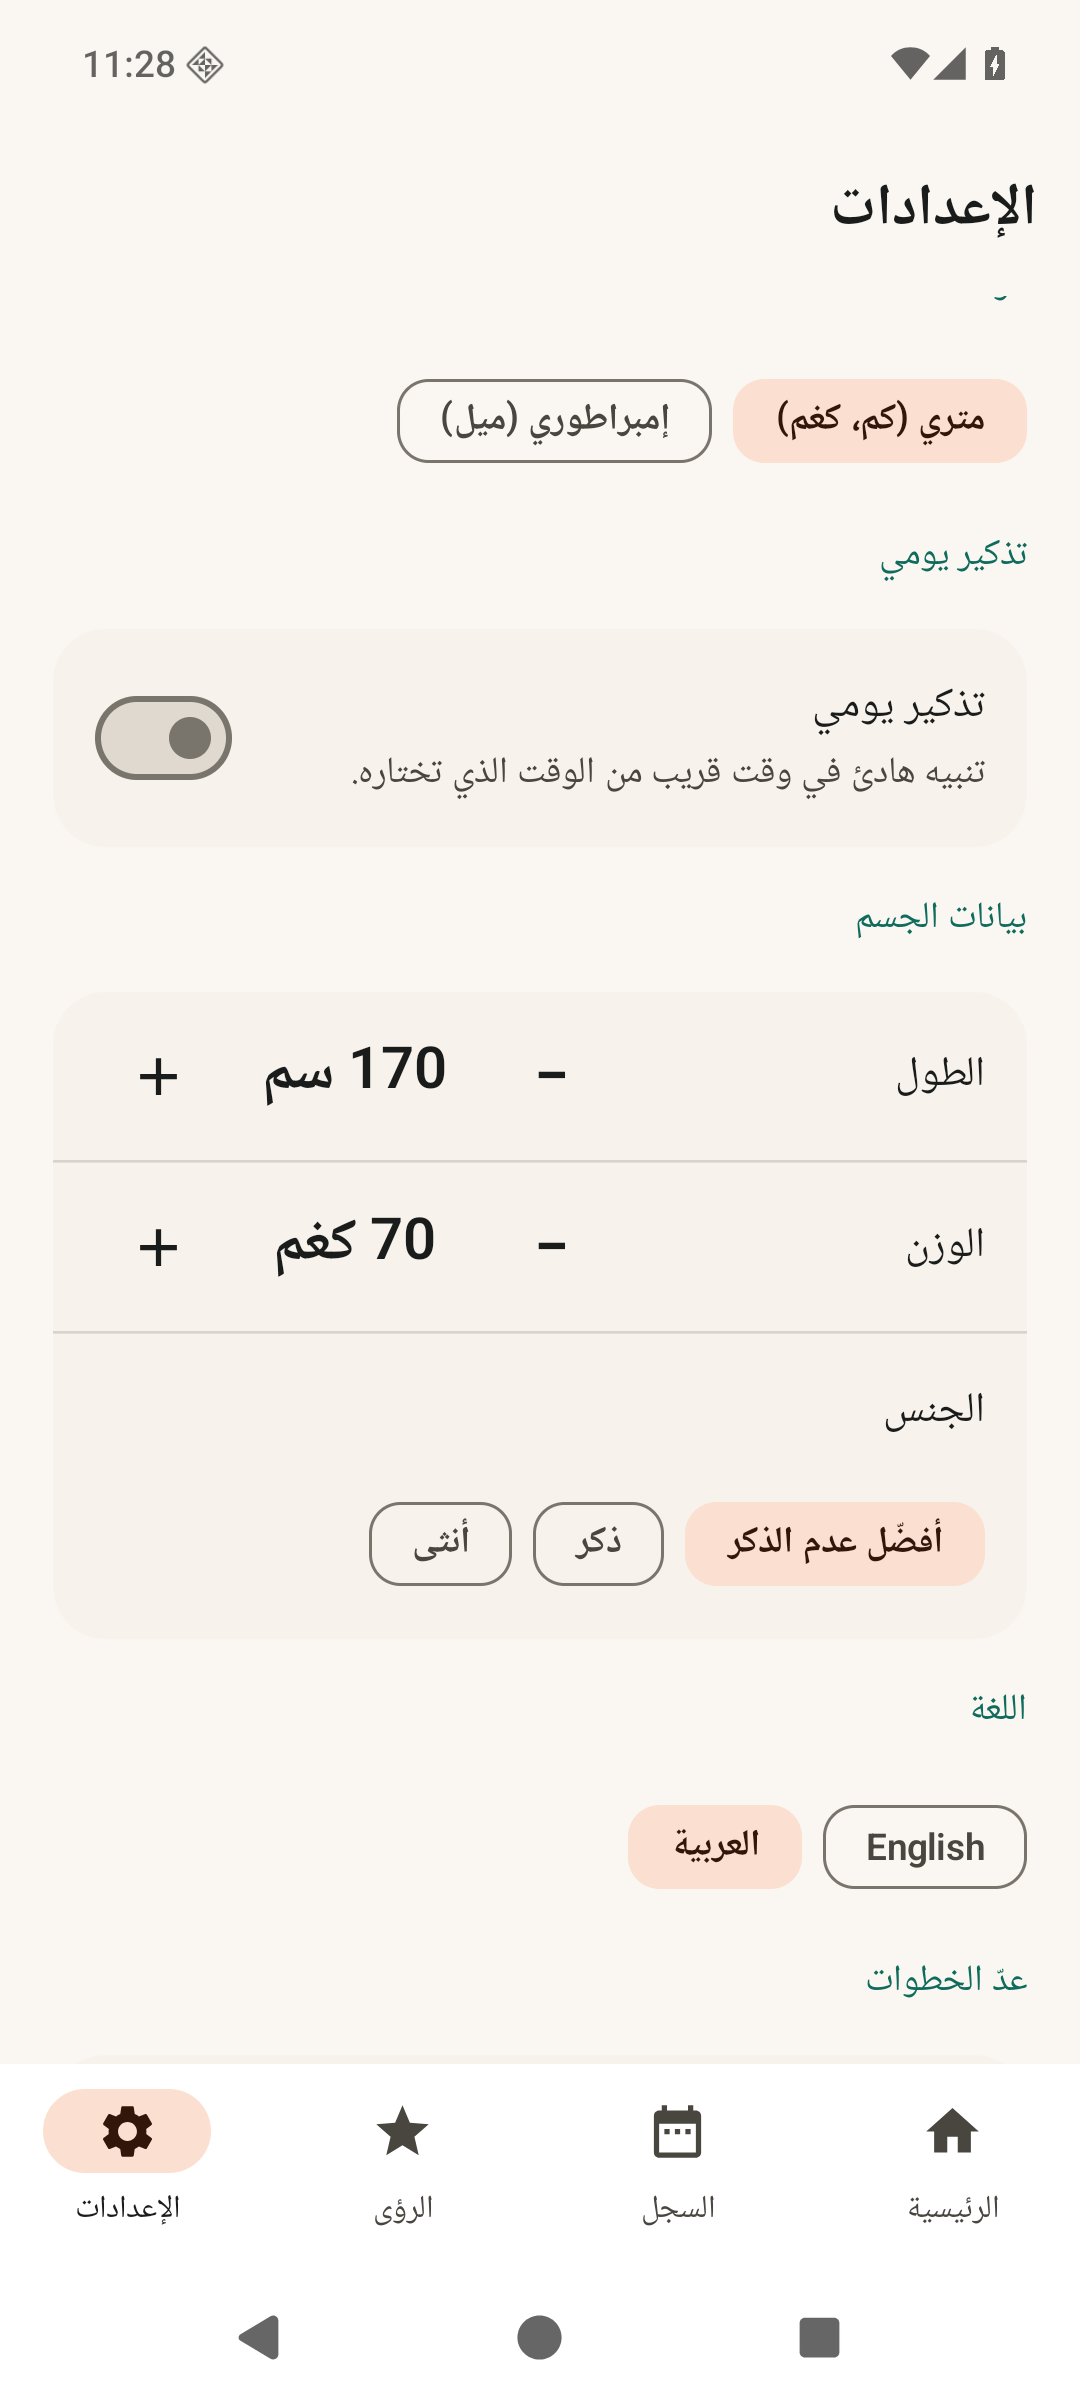 11:28
الإعدادات
متري (كم، كغم)
إمبراطوري (ميل)
تذكير يومي
تذكير يومي
تنبيه هادئ في وقت قريب من الوقت الذي تختاره.
بيانات الجسم
الطول
−
170 سم
+
الوزن
−
70 كغم
+
الجنس
أفضّل عدم الذكر
ذكر
أنثى
اللغة
English
العربية
عدّ الخطوات
الرئيسية
السجل
الرؤى
الإعدادات